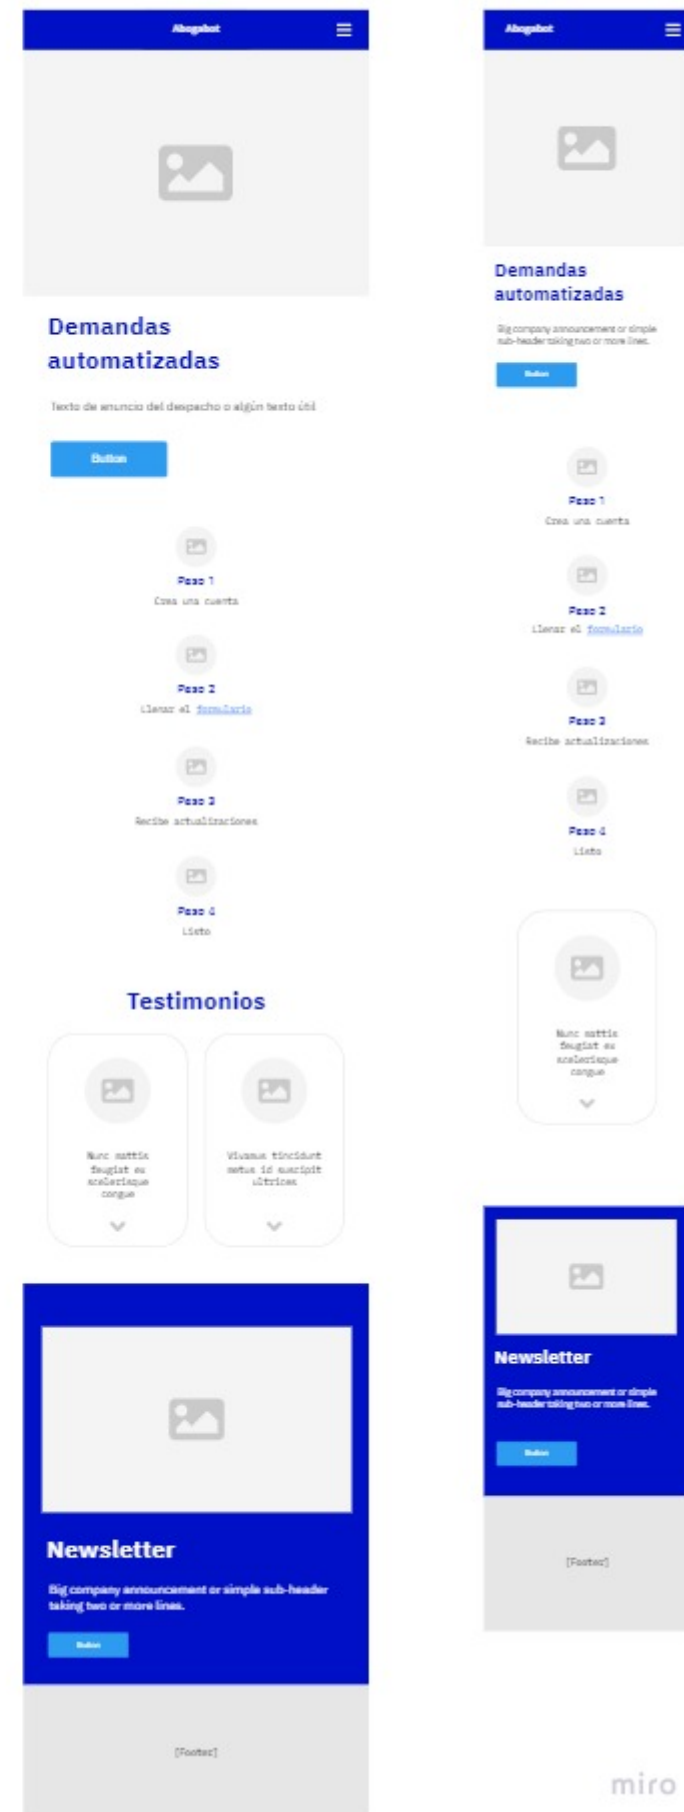 Abogabot
Demandas
automatizadas
Texto de anuncio del despacho o algún texto útil
Button
Paso 1
Crea una cuenta
Paso 2
Llenar el formulario
Paso 3
Recibe actualizaciones
Paso 4
Listo
Testimonios
Nunc mattis
feugiat eu
scelerisque
congue
Vivamus tincidunt
metus id suscipit
ultrices
Newsletter
Big company announcement or simple sub-header
taking two or more lines.
Button
[Footer]
Abogabot
Demandas
automatizadas
Big company announcement or simple
sub-header taking two or more lines.
Button
Paso 1
Crea una cuenta
Paso 2
Llenar el formulario
Paso 3
Recibe actualizaciones
Paso 4
Listo
Nunc mattis
feugiat eu
scelerisque
congue
Newsletter
Big company announcement or simple
sub-header taking two or more lines.
Button
[Footer]
miro